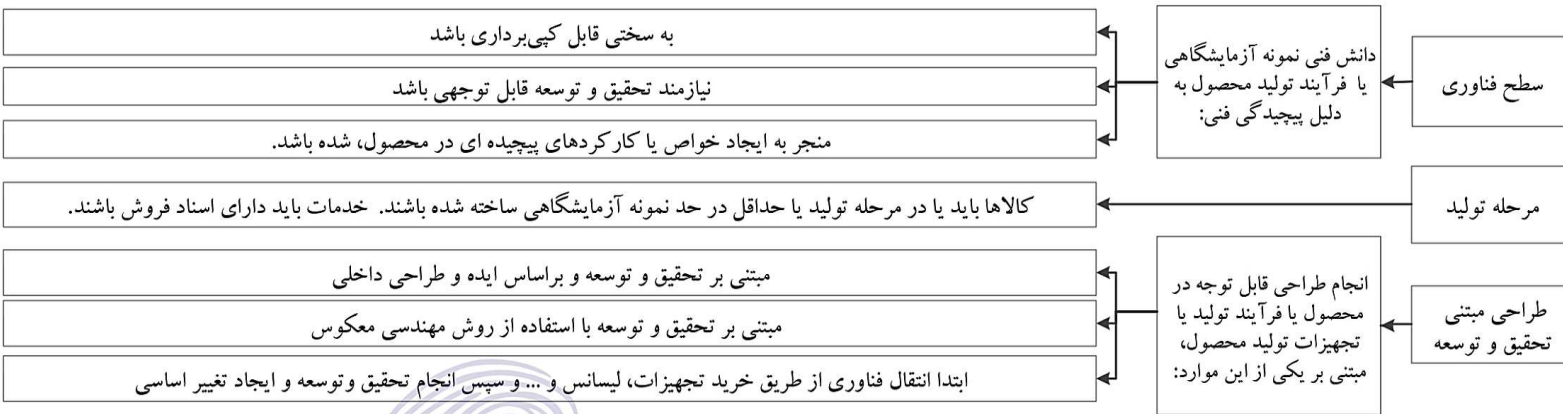 سطح فناوری
دانش فنی نمونه آزمایشگاهی
یا فرآیند تولید محصول به
دلیل پیچیدگی فنی:
به سختی قابل کپی‌برداری باشد
نیازمند تحقیق و توسعه قابل توجهی باشد
منجر به ایجاد خواص یا کارکردهای پیچیده ای در محصول، شده باشد.
مرحله تولید
کالاها باید یا در مرحله تولید یا حداقل در حد نمونه آزمایشگاهی ساخته شده باشند. خدمات باید دارای اسناد فروش باشند.
طراحی مبتنی
تحقیق و توسعه
انجام طراحی قابل توجه در
محصول یا فرآیند تولید یا
تجهیزات تولید محصول،
مبتنی بر یکی از این موارد:
مبتنی بر تحقیق و توسعه و براساس ایده و طراحی داخلی
مبتنی بر تحقیق و توسعه با استفاده از روش مهندسی معکوس
ابتدا انتقال فناوری از طریق خرید تجهیزات، لیسانس و ... و سپس انجام تحقیق وتوسعه و ایجاد تغییر اساسی